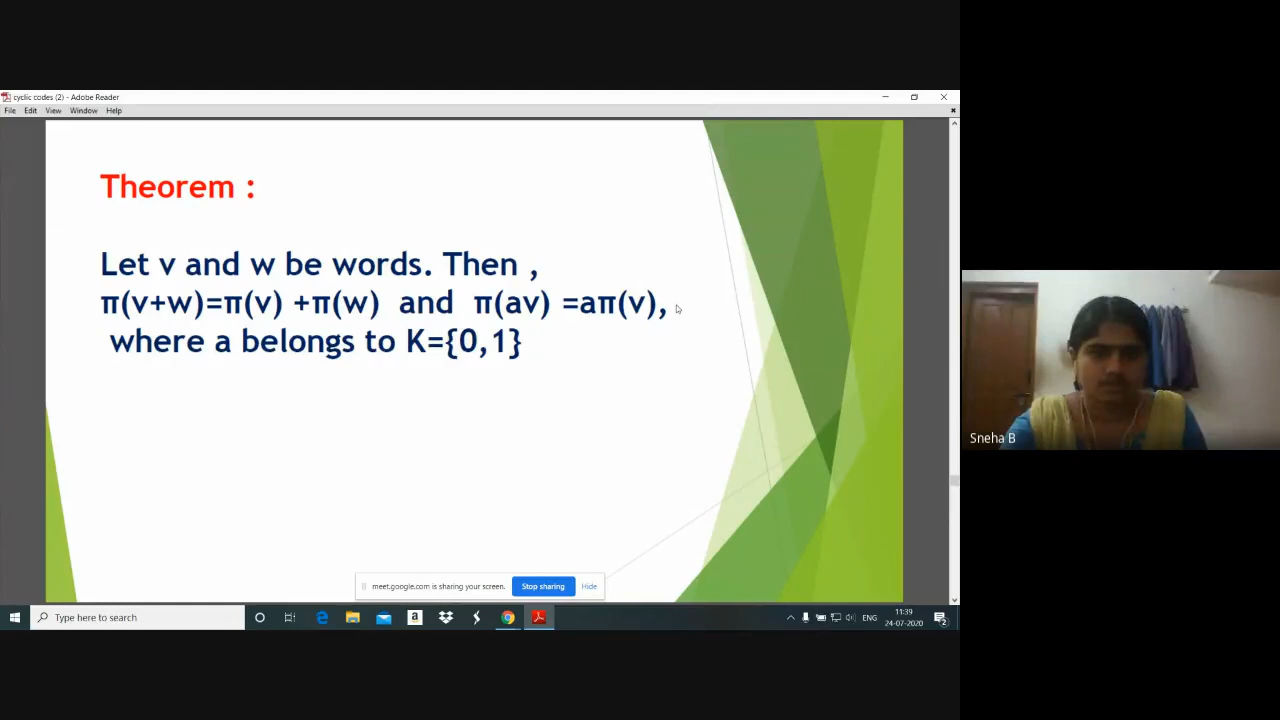 cyclic codes (2) - Adobe Reader
File Edit View Window Help
Theorem :
Let v and w be words. Then ,
π(v+w)=π(v) +π(w) and π(av) =aπ(v),
where a belongs to K={0,1}
Sneha B
meet.google.com is sharing your screen. Stop sharing Hide
Type here to search
ENG
11:39
24-07-2020
2